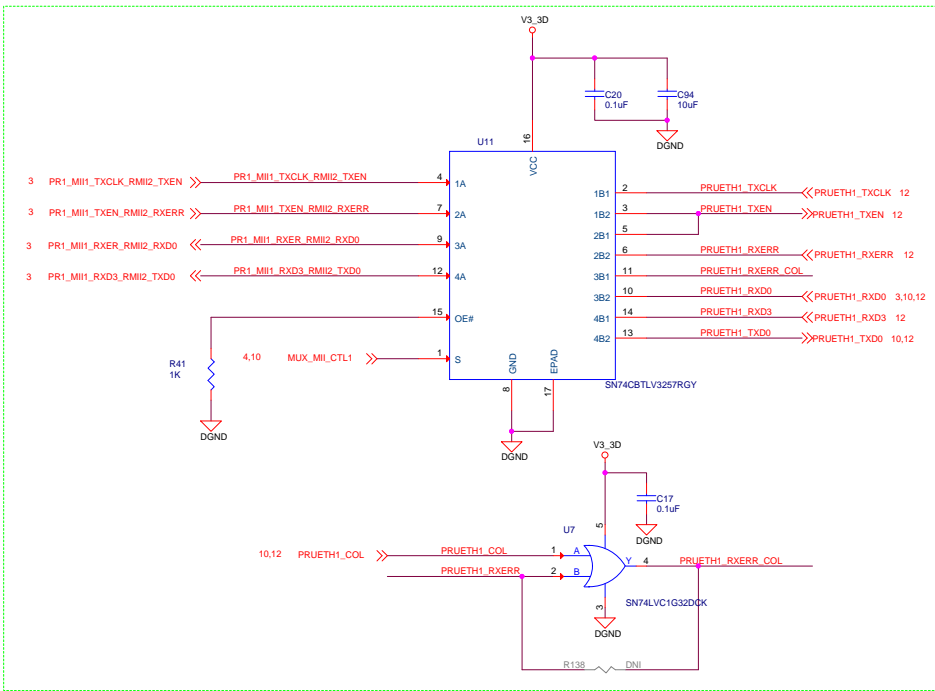 V3_3D
C20
0.1uF
C94
10uF
DGND
U11
16
VCC
3 PR1_MII1_TXCLK_RMII2_TXEN PR1_MII1_TXCLK_RMII2_TXEN 4 1A
3 PR1_MII1_TXEN_RMII2_RXERR PR1_MII1_TXEN_RMII2_RXERR 7 2A
3 PR1_MII1_RXER_RMII2_RXD0 PR1_MII1_RXER_RMII2_RXD0 9 3A
3 PR1_MII1_RXD3_RMII2_TXD0 PR1_MII1_RXD3_RMII2_TXD0 12 4A
15 OE#
4,10 MUX_MII_CTL1 1 S
R41
1K
DGND
1B1 2 PRUETH1_TXCLK PRUETH1_TXCLK 12
1B2 3 PRUETH1_TXEN PRUETH1_TXEN 12
2B1 5
2B2 6 PRUETH1_RXERR PRUETH1_RXERR 12
3B1 11 PRUETH1_RXERR_COL
3B2 10 PRUETH1_RXD0 PRUETH1_RXD0 3,10,12
4B1 14 PRUETH1_RXD3 PRUETH1_RXD3 12
4B2 13 PRUETH1_TXD0 PRUETH1_TXD0 10,12
GND
EPAD
8
17
SN74CBTLV3257RGY
DGND
V3_3D
C17
0.1uF
DGND
U7
5
10,12 PRUETH1_COL PRUETH1_COL 1 A
PRUETH1_RXERR 2 B
Y 4 PRUETH1_RXERR_COL
3
SN74LVC1G32DCK
DGND
R138 DNI